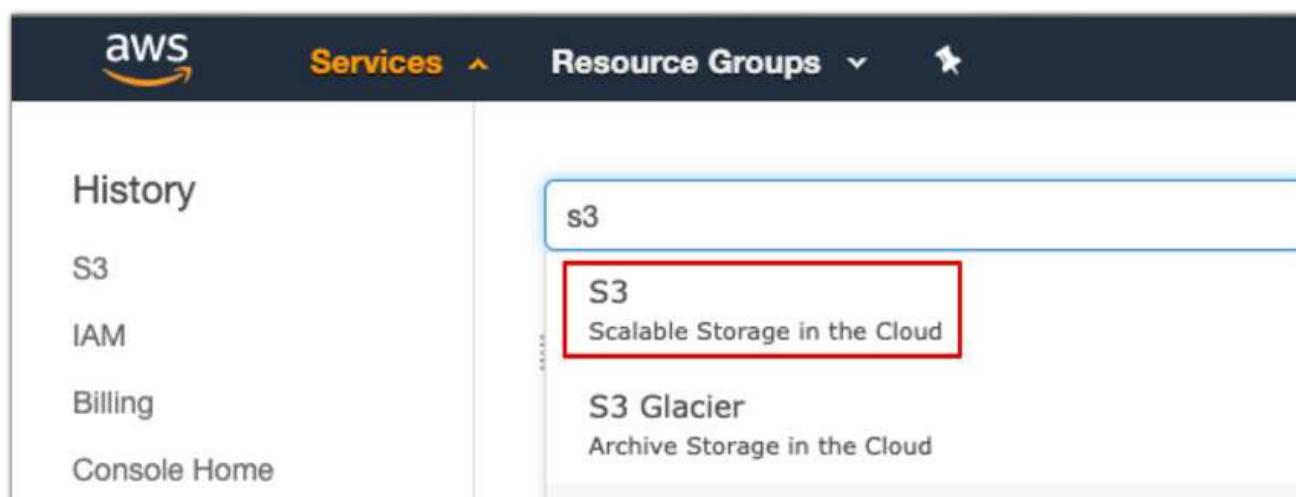 aws
Services
Resource Groups
History
S3
IAM
Billing
Console Home
s3
S3
Scalable Storage in the Cloud
S3 Glacier
Archive Storage in the Cloud